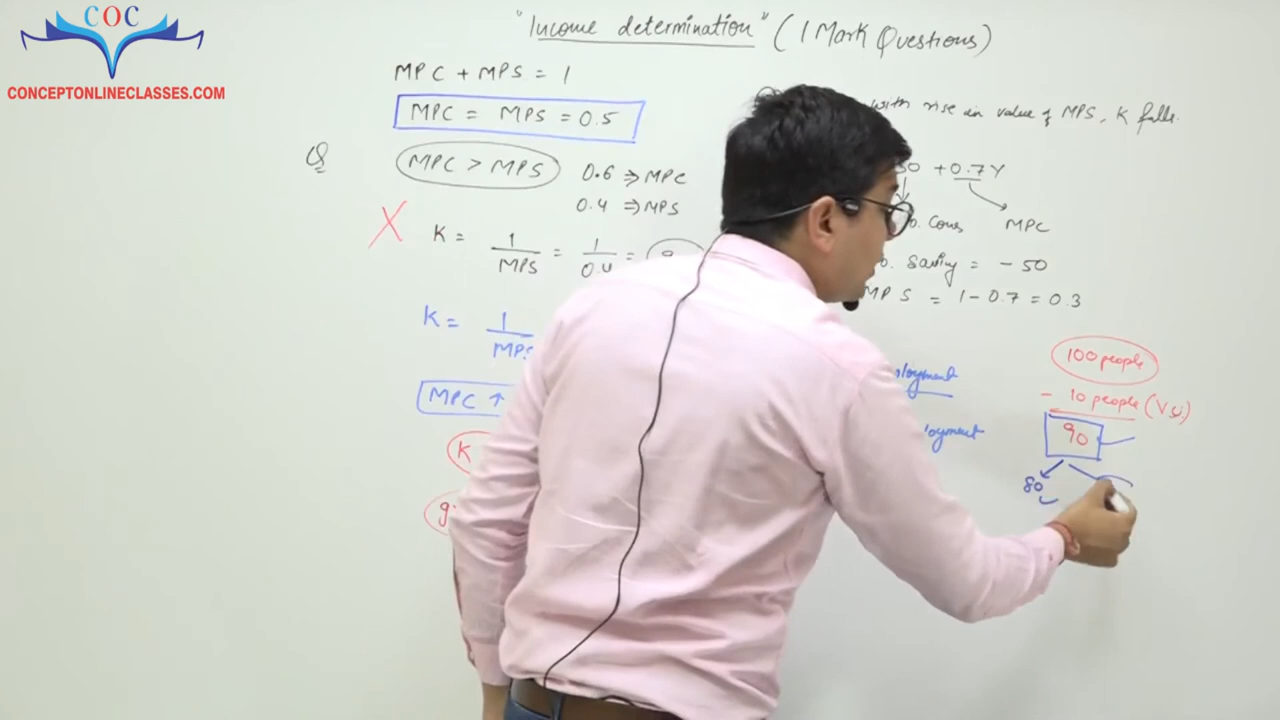 COC
CONCEPTONLINECLASSES.COM
"Income determination" (1 Mark Questions)
MPC + MPS = 1
MPC = MPS = 0.5
Q
MPC > MPS
0.6 ⇒ MPC
0.4 ⇒ MPS
X
K = 1/MPS = 1/0.4 =
K = 1/MPS
MPC ↑
K
g
with rise in value of MPS, K falls.
50 + 0.7Y
Cons
MPC
Saving = - 50
MPS = 1 - 0.7 = 0.3
100 people
- 10 people (V.U)
90
80